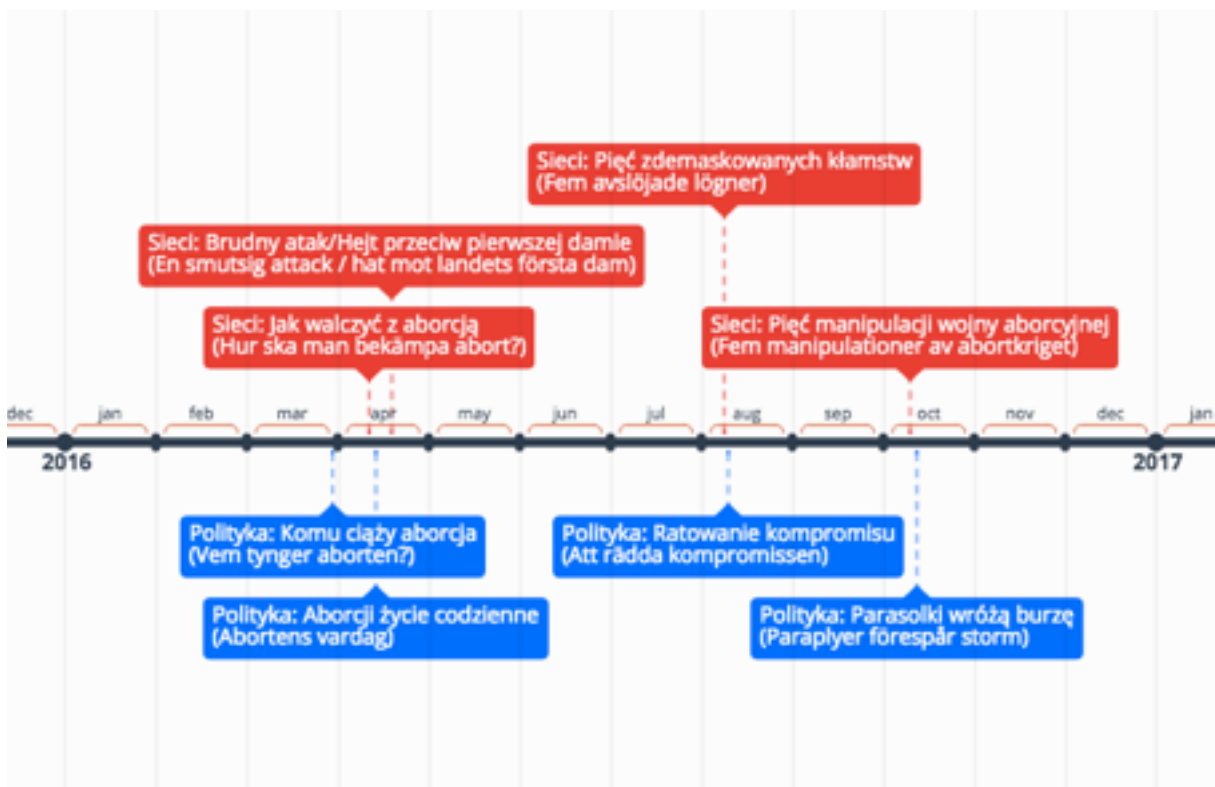 Sieci: Pięć zdemaskowanych kłamstw
(Fem avslöjade lögner)
Sieci: Brudny atak/Hejt przeciw pierwszej damie
(En smutsig attack / hat mot landets första dam)
Sieci: Jak walczyć z aborcją
(Hur ska man bekämpa abort?)
Sieci: Pięć manipulacji wojny aborcyjnej
(Fem manipulationer av abortkriget)
dec jan feb mar apr may jun jul aug sep oct nov dec jan
2016 2017
Polityka: Komu ciąży aborcja
(Vem tynger aborten?)
Polityka: Ratowanie kompromisu
(Att rädda kompromissen)
Polityka: Aborcji życie codzienne
(Abortens vardag)
Polityka: Parasolki wróżą burzę
(Paraplyer förespår storm)